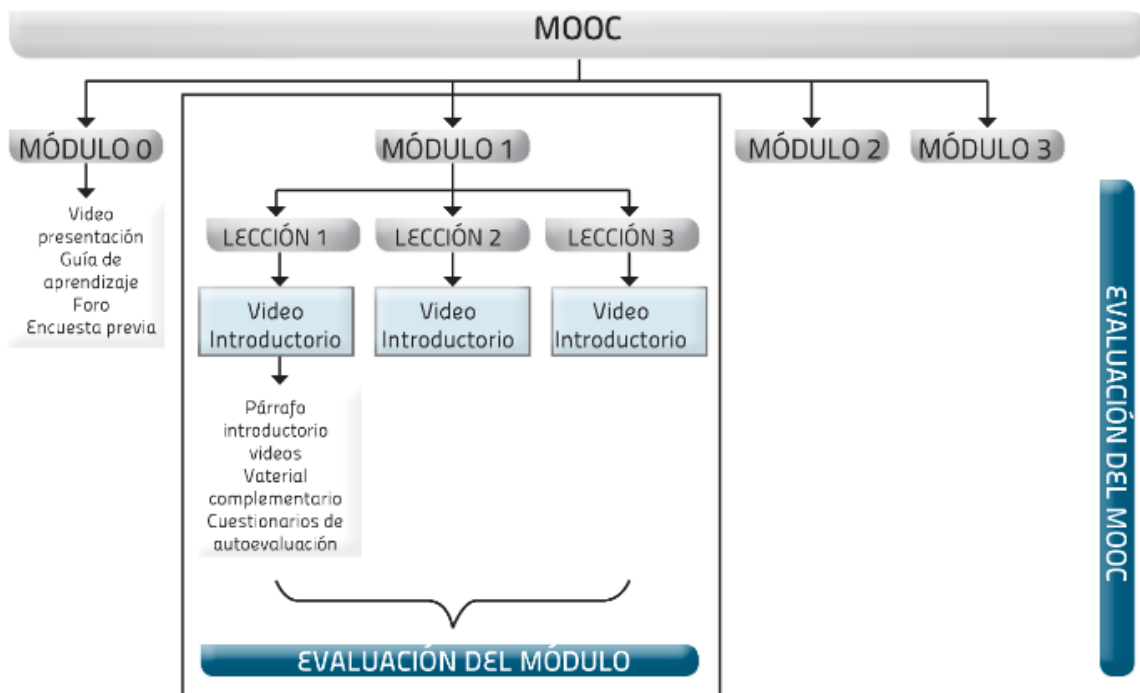 MOOC
MÓDULO 0
MÓDULO 1
MÓDULO 2
MÓDULO 3
Video
presentación
Guía de
aprendizaje
Foro
Encuesta previa
LECCIÓN 1
LECCIÓN 2
LECCIÓN 3
Video
Introductorio
Video
Introductorio
Video
Introductorio
Párrafo
introductorio
videos
Vaterial
complementario
Cuestionarios de
autoevaluación
EVALUACIÓN DEL MÓDULO
EVALUACIÓN DEL MOOC